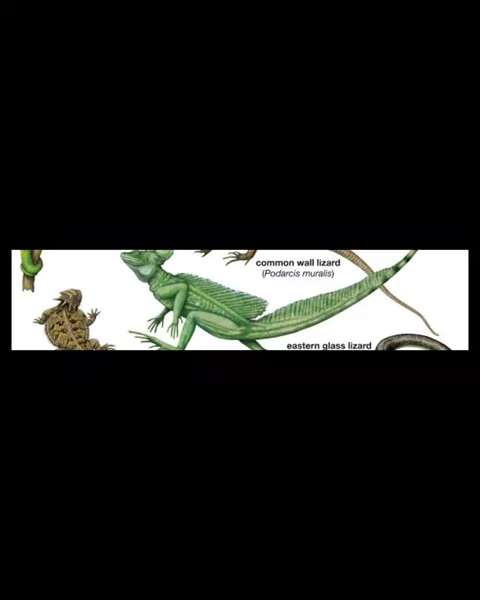 common wall lizard
(Podarcis muralis)
eastern glass lizard